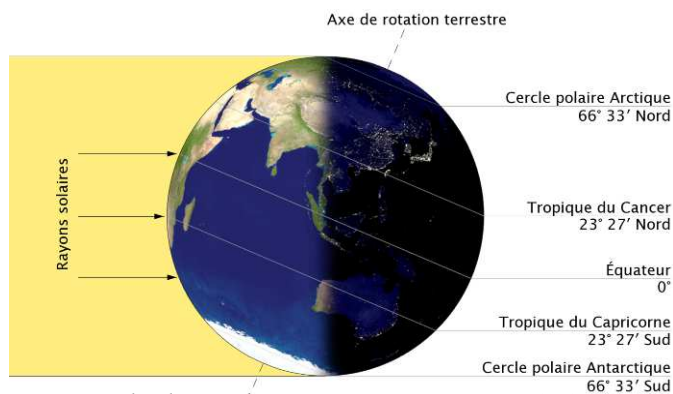 Axe de rotation terrestre
Cercle polaire Arctique
66° 33′ Nord
Rayons solaires
Tropique du Cancer
23° 27′ Nord
Équateur
0°
Tropique du Capricorne
23° 27′ Sud
Cercle polaire Antarctique
66° 33′ Sud